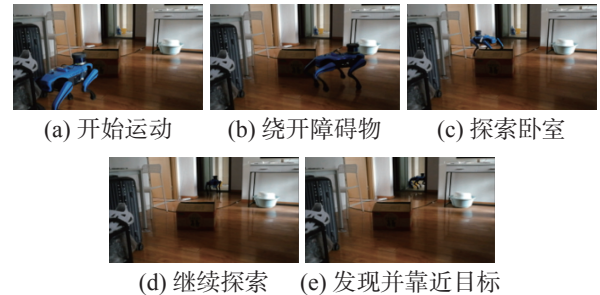 (a) 开始运动
(b) 绕开障碍物
(c) 探索卧室
(d) 继续探索
(e) 发现并靠近目标